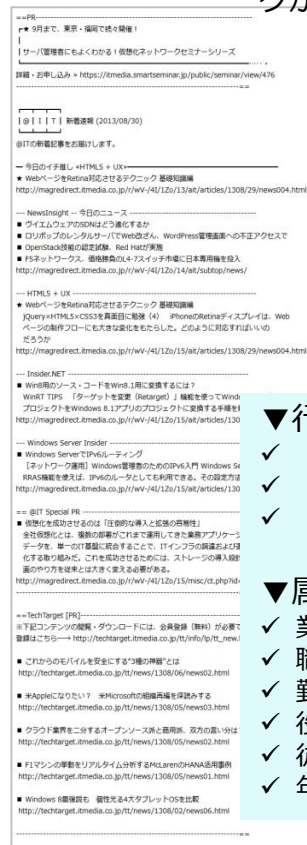 ==PR------------------------------------------------
┏★ 9月まで、東京・福岡で続々開催！
┃
┃サーバ管理者にもよくわかる！仮想化ネットワークセミナーシリーズ
詳細・お申し込み » https://itmedia.smartseminar.jp/public/seminar/view/476
------------------------------------------------==
│＠│Ｉ│Ｔ│ 新着速報 (2013/08/30)
@ITの新着記事をお届けします。
━ 今日のイチ推し «HTML5 + UX»━━━━━━━━━━━━
★ WebページをRetina対応させるテクニック 基礎知識編
http://magredirect.itmedia.co.jp/r/wV-/4I/1Zo/13/ait/articles/1308/29/news004.html
--- NewsInsight -- 今日のニュース ------------------------------
■ ヴイエムウェアのSDNはどう進化するか
■ ロリポップのレンタルサーバでWeb改ざん、WordPress管理画面への不正アクセスで
■ OpenStack技能の認定試験、Red Hatが実施
■ F5ネットワークス、価格勝負のL4-7スイッチ市場に日本専用機を投入
http://magredirect.itmedia.co.jp/r/wV-/4I/1Zo/14/ait/subtop/news/
--- HTML5 + UX ----------------------------------------
★ WebページをRetina対応させるテクニック 基礎知識編
jQuery×HTML5×CSS3を真面目に勉強（4） iPhoneのRetinaディスプレイは、Web
ページの制作フローにも大きな変化をもたらした。どのように対応すればいいの
だろうか
http://magredirect.itmedia.co.jp/r/wV-/4I/1Zo/15/ait/articles/1308/29/news004.html
--- Insider.NET ----------------------------------------
■ Win8用のソース・コードをWin8.1用に変換するには？
WinRT TIPS 「ターゲットを変更（Retarget）」機能を使ってWindo
プロジェクトをWindows 8.1アプリのプロジェクトに変換する手順を
http://magredirect.itmedia.co.jp/r/wV-/4I/1Zo/15/ait/articles/130
--- Windows Server Insider ------------------------------
■ Windows ServerでIPv6ルーティング
［ネットワーク運用］Windows管理者のためのIPv6入門 Windows Se
RRAS機能を使えば、IPv6のルータとしても利用できる。その設定方法
http://magredirect.itmedia.co.jp/r/wV-/4I/1Zo/15/ait/articles/130
== @IT Special PR --------------------------------
■ 仮想化を成功させるのは「圧倒的な導入と拡張の容易性」
全社仮想化とは、複数の部署がこれまで運用してきた業務アプリケーシ
データを、単一のIT基盤に統合することで、ITインフラの調達および
化する取り組みだ。これを成功させるためには、ストレージの導入設
面のやり方を従来とは大きく変える必要がある。
http://magredirect.itmedia.co.jp/r/wV-/4I/1Zo/15/misc/ct.php?id=
==TechTarget [PR]--------------------------------
※下記コンテンツの閲覧・ダウンロードには、会員登録（無料）が必要で
登録はこちら──→ http://techtarget.itmedia.co.jp/tt/info/lp/tt_new.
■ これからのモバイルを安全にする“3種の神器”とは
http://techtarget.itmedia.co.jp/tt/news/1308/06/news02.html
■ 米Appleになりたい？ 米Microsoftの組織再編を深読みする
http://techtarget.itmedia.co.jp/tt/news/1308/05/news03.html
■ クラウド業界を二分するオープンソース派と商用派、双方の言い分は
http://techtarget.itmedia.co.jp/tt/news/1308/05/news02.html
■ F1マシンの挙動をリアルタイム分析するMcLarenのHANA活用事例
http://techtarget.itmedia.co.jp/tt/news/1308/05/news01.html
■ Windows 8最強説も 個性光る4大タブレットOSを比較
http://techtarget.itmedia.co.jp/tt/news/1308/02/news06.html
------------------------------------------------==
▼行
✓
✓
✓
▼属
✓ 業
✓ 職
✓ 勤
✓ 役
✓ 従
✓ 年